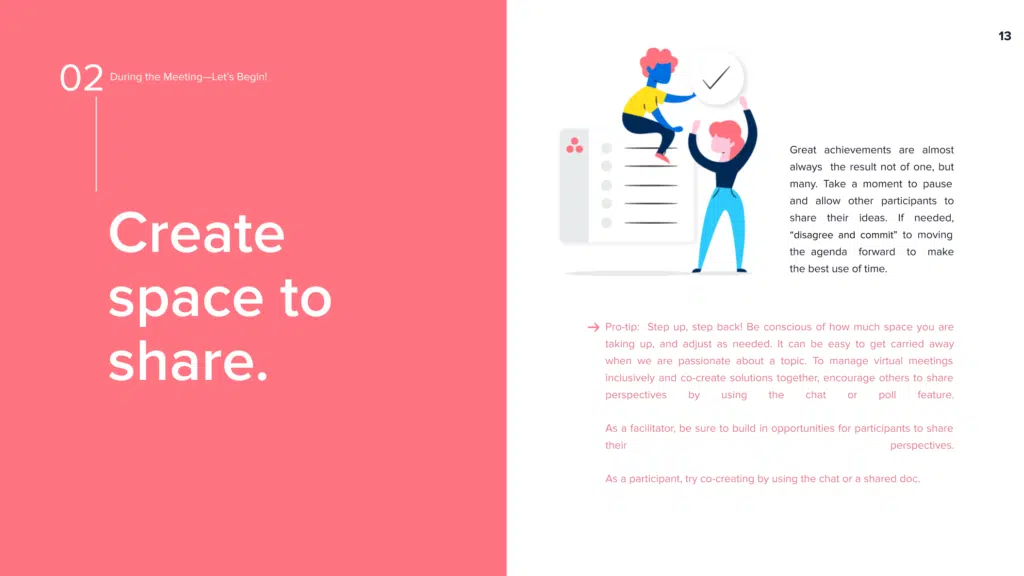 02 During the Meeting—Let's Begin!
Create
space to
share.
13
Great achievements are almost
always the result not of one, but
many. Take a moment to pause
and allow other participants to
share their ideas. If needed,
“disagree and commit” to moving
the agenda forward to make
the best use of time.
→ Pro-tip: Step up, step back! Be conscious of how much space you are
taking up, and adjust as needed. It can be easy to get carried away
when we are passionate about a topic. To manage virtual meetings
inclusively and co-create solutions together, encourage others to share
perspectives by using the chat or poll feature.
As a facilitator, be sure to build in opportunities for participants to share
their perspectives.
As a participant, try co-creating by using the chat or a shared doc.